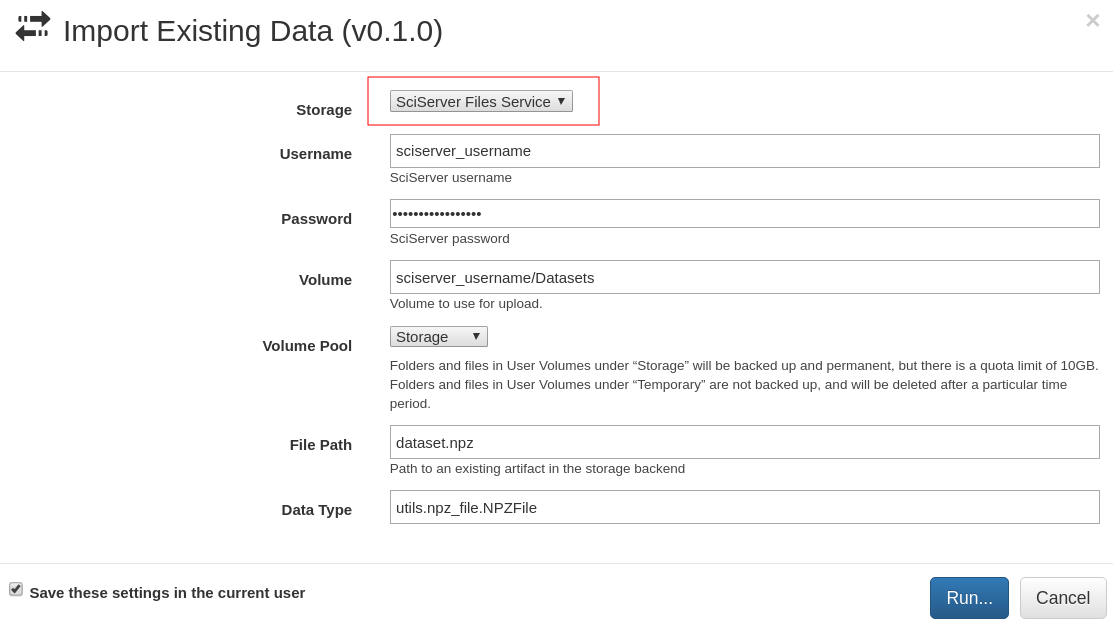 Import Existing Data (v0.1.0)
×
Storage
SciServer Files Service ▼
Username
sciserver_username
SciServer username
Password
•••••••••••••••••
SciServer password
Volume
sciserver_username/Datasets
Volume to use for upload.
Volume Pool
Storage ▼
Folders and files in User Volumes under “Storage” will be backed up and permanent, but there is a quota limit of 10GB.
Folders and files in User Volumes under “Temporary” are not backed up, and will be deleted after a particular time
period.
File Path
dataset.npz
Path to an existing artifact in the storage backend
Data Type
utils.npz_file.NPZFile
Save these settings in the current user
Run...
Cancel